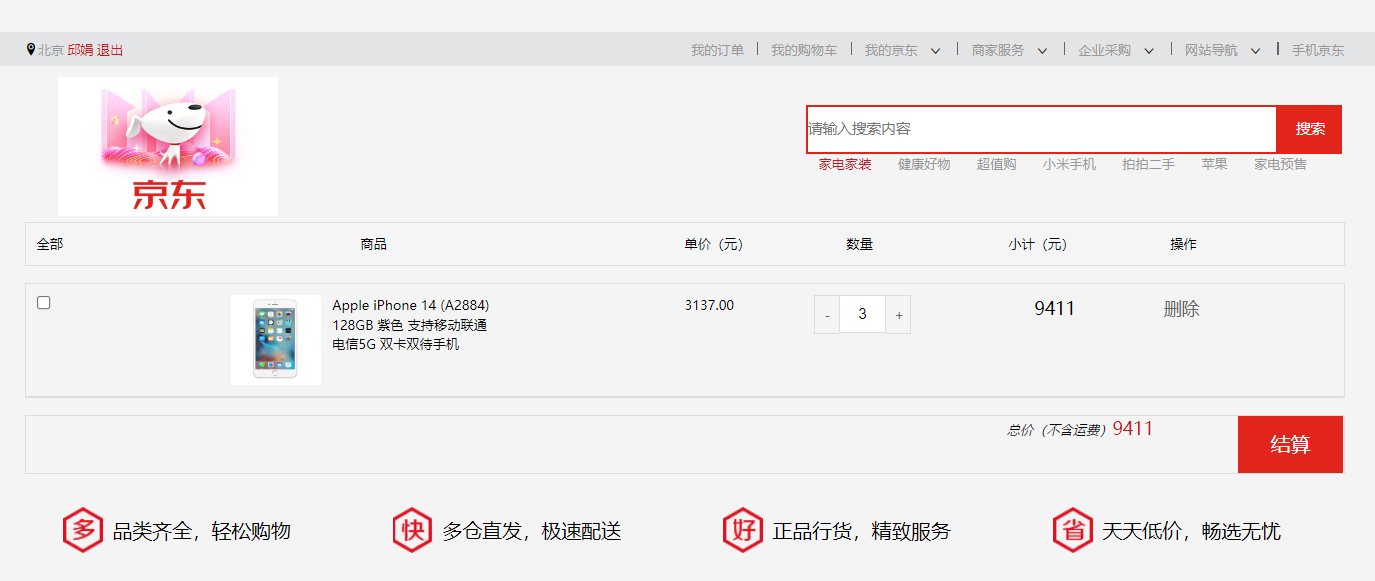 北京 邱娟 退出 我的订单 我的购物车 我的京东 商家服务 企业采购 网站导航 手机京东
京东
请输入搜索内容 搜索
家电家装 健康好物 超值购 小米手机 拍拍二手 苹果 家电预售
全部 商品 单价（元） 数量 小计（元） 操作
Apple iPhone 14 (A2884) 3137.00 - 3 + 9411 删除
128GB 紫色 支持移动联通
电信5G 双卡双待手机
总价（不含运费）9411 结算
多 品类齐全，轻松购物 快 多仓直发，极速配送 好 正品行货，精致服务 省 天天低价，畅选无忧